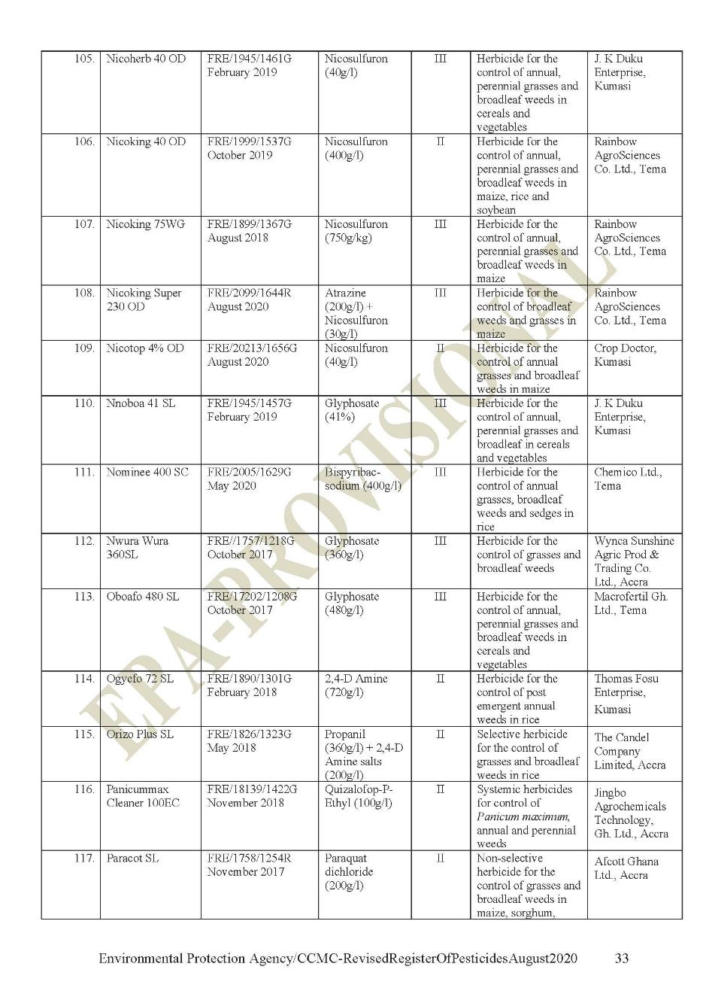 105. Nicoherb 40 OD FRE/1945/1461G Nicosulfuron III Herbicide for the J. K Duku
February 2019 (40g/l) control of annual, Enterprise,
perennial grasses and Kumasi
broadleaf weeds in
cereals and
vegetables
106. Nicoking 40 OD FRE/1999/1537G Nicosulfuron II Herbicide for the Rainbow
October 2019 (400g/l) control of annual, AgroSciences
perennial grasses and Co. Ltd., Tema
broadleaf weeds in
maize, rice and
soybean
107. Nicoking 75WG FRE/1899/1367G Nicosulfuron III Herbicide for the Rainbow
August 2018 (750g/kg) control of annual, AgroSciences
perennial grasses and Co. Ltd., Tema
broadleaf weeds in
maize
108. Nicoking Super FRE/2099/1644R Atrazine III Herbicide for the Rainbow
230 OD August 2020 (200g/l) + control of broadleaf AgroSciences
Nicosulfuron weeds and grasses in Co. Ltd., Tema
(30g/l) maize
109. Nicotop 4% OD FRE/20213/1656G Nicosulfuron II Herbicide for the Crop Doctor,
August 2020 (40g/l) control of annual Kumasi
grasses and broadleaf
weeds in maize
110. Nnoboa 41 SL FRE/1945/1457G Glyphosate III Herbicide for the J. K Duku
February 2019 (41%) control of annual, Enterprise,
perennial grasses and Kumasi
broadleaf in cereals
and vegetables
111. Nominee 400 SC FRE/2005/1629G Bispyribac- III Herbicide for the Chemico Ltd.,
May 2020 sodium (400g/l) control of annual Tema
grasses, broadleaf
weeds and sedges in
rice
112. Nwura Wura FRE//1757/1218G Glyphosate III Herbicide for the Wynca Sunshine
360SL October 2017 (360g/l) control of grasses and Agric Prod &
broadleaf weeds Trading Co.
Ltd., Accra
113. Oboafo 480 SL FRE/17202/1208G Glyphosate III Herbicide for the Macrofertil Gh.
October 2017 (480g/l) control of annual, Ltd., Tema
perennial grasses and
broadleaf weeds in
cereals and
vegetables
114. Ogyefo 72 SL FRE/1890/1301G 2,4-D Amine II Herbicide for the Thomas Fosu
February 2018 (720g/l) control of post Enterprise,
emergent annual Kumasi
weeds in rice
115. Orizo Plus SL FRE/1826/1323G Propanil II Selective herbicide The Candel
May 2018 (360g/l) + 2,4-D for the control of Company
Amine salts grasses and broadleaf Limited, Accra
(200g/l) weeds in rice
116. Panicummax FRE/18139/1422G Quizalofop-P- II Systemic herbicides Jingbo
Cleaner 100EC November 2018 Ethyl (100g/l) for control of Agrochemicals
Panicum maximum, Technology,
annual and perennial Gh. Ltd., Accra
weeds
117. Paracot SL FRE/1758/1254R Paraquat II Non-selective Afcott Ghana
November 2017 dichloride herbicide for the Ltd., Accra
(200g/l) control of grasses and
broadleaf weeds in
maize, sorghum,
EPA-PROVISIONAL
Environmental Protection Agency/CCMC-RevisedRegisterOfPesticidesAugust2020 33